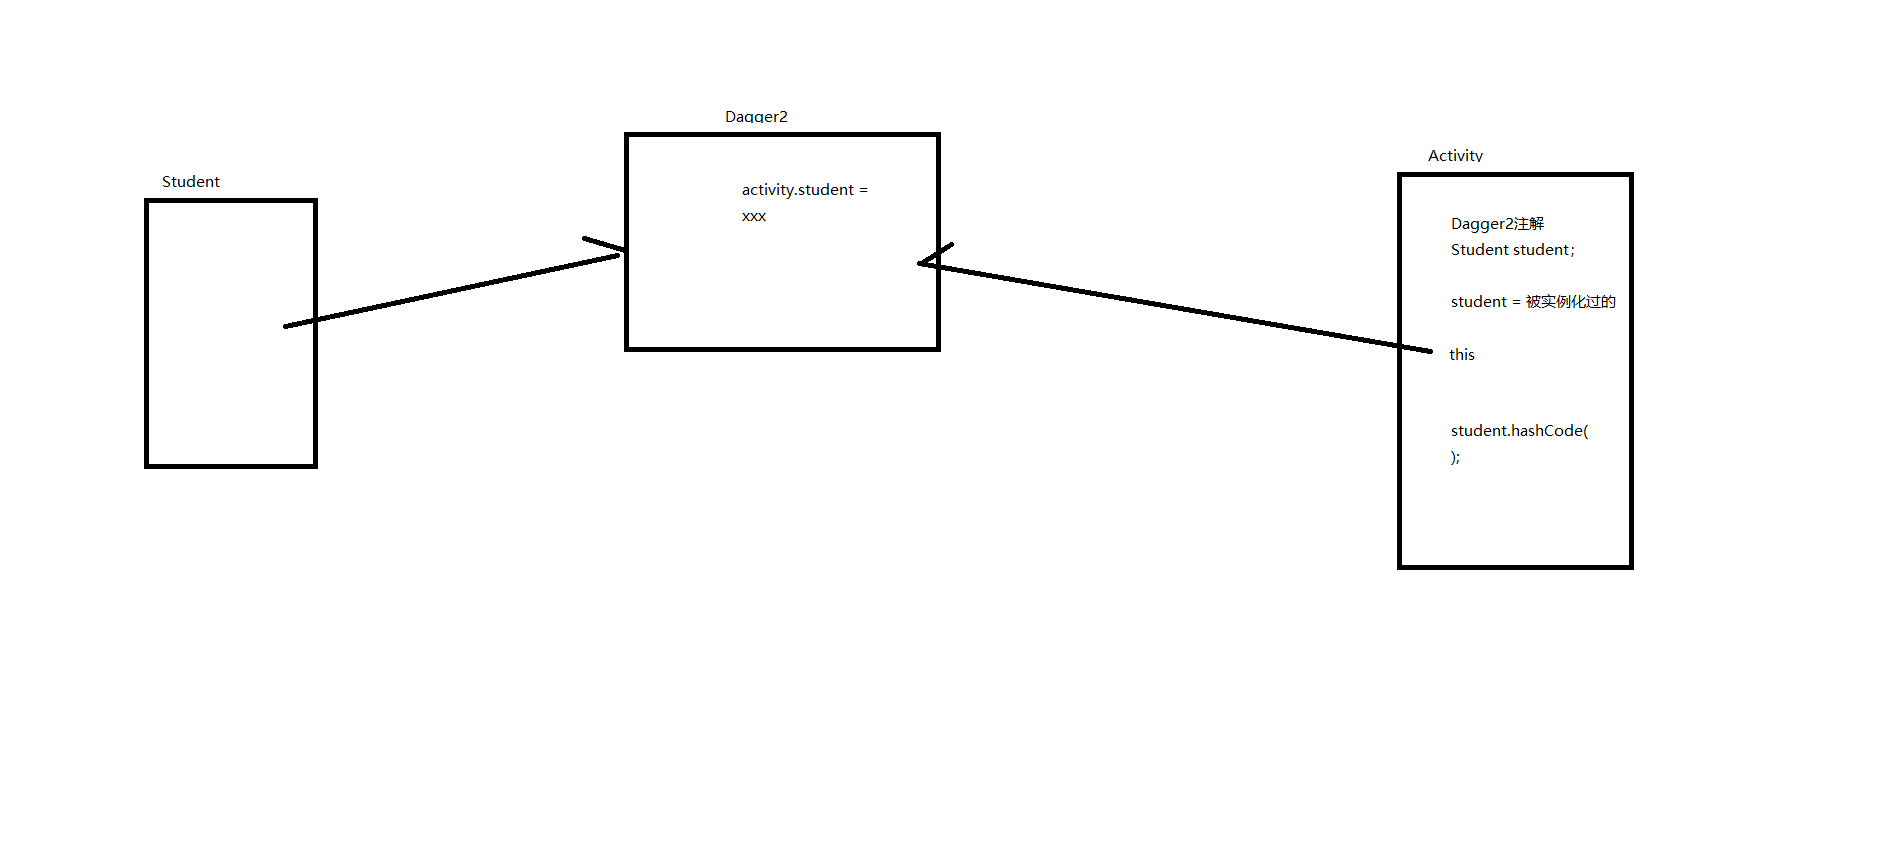 Student
Dagger2
activity.student =
xxx
Activity
Dagger2注解
Student student;
student = 被实例化过的
this
student.hashCode(
);